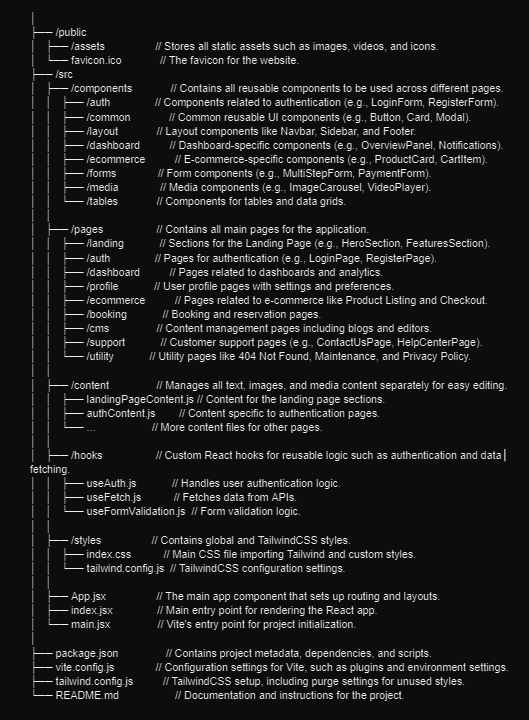 │
├── /public
│ ├── /assets // Stores all static assets such as images, videos, and icons.
│ └── favicon.ico // The favicon for the website.
├── /src
│ ├── /components // Contains all reusable components to be used across different pages.
│ │ ├── /auth // Components related to authentication (e.g., LoginForm, RegisterForm).
│ │ ├── /common // Common reusable UI components (e.g., Button, Card, Modal).
│ │ ├── /layout // Layout components like Navbar, Sidebar, and Footer.
│ │ ├── /dashboard // Dashboard-specific components (e.g., OverviewPanel, Notifications).
│ │ ├── /ecommerce // E-commerce-specific components (e.g., ProductCard, CartItem).
│ │ ├── /forms // Form components (e.g., MultiStepForm, PaymentForm).
│ │ ├── /media // Media components (e.g., ImageCarousel, VideoPlayer).
│ │ └── /tables // Components for tables and data grids.
│ │
│ ├── /pages // Contains all main pages for the application.
│ │ ├── /landing // Sections for the Landing Page (e.g., HeroSection, FeaturesSection).
│ │ ├── /auth // Pages for authentication (e.g., LoginPage, RegisterPage).
│ │ ├── /dashboard // Pages related to dashboards and analytics.
│ │ ├── /profile // User profile pages with settings and preferences.
│ │ ├── /ecommerce // Pages related to e-commerce like Product Listing and Checkout.
│ │ ├── /booking // Booking and reservation pages.
│ │ ├── /cms // Content management pages including blogs and editors.
│ │ ├── /support // Customer support pages (e.g., ContactUsPage, HelpCenterPage).
│ │ └── /utility // Utility pages like 404 Not Found, Maintenance, and Privacy Policy.
│ │
│ ├── /content // Manages all text, images, and media content separately for easy editing.
│ │ ├── landingPageContent.js // Content for the landing page sections.
│ │ ├── authContent.js // Content specific to authentication pages.
│ │ └── ... // More content files for other pages.
│ │
│ ├── /hooks // Custom React hooks for reusable logic such as authentication and data
fetching.
│ │ ├── useAuth.js // Handles user authentication logic.
│ │ ├── useFetch.js // Fetches data from APIs.
│ │ └── useFormValidation.js // Form validation logic.
│ │
│ ├── /styles // Contains global and TailwindCSS styles.
│ │ ├── index.css // Main CSS file importing Tailwind and custom styles.
│ │ └── tailwind.config.js // TailwindCSS configuration settings.
│ │
│ ├── App.jsx // The main app component that sets up routing and layouts.
│ ├── index.jsx // Main entry point for rendering the React app.
│ └── main.jsx // Vite's entry point for project initialization.
│
├── package.json // Contains project metadata, dependencies, and scripts.
├── vite.config.js // Configuration settings for Vite, such as plugins and environment settings.
├── tailwind.config.js // TailwindCSS setup, including purge settings for unused styles.
└── README.md // Documentation and instructions for the project.